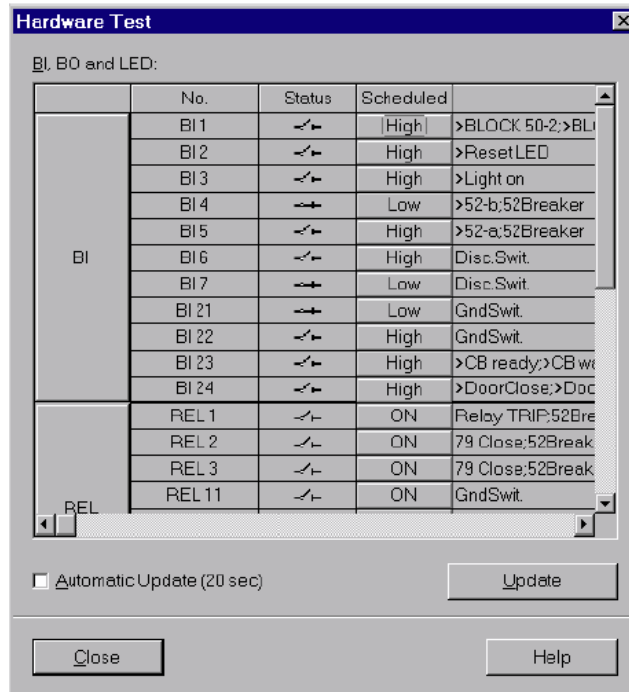 Hardware Test
BI, BO and LED:
No. Status Scheduled
BI 1 High >BLOCK 50-2;>BL
BI 2 High >ResetLED
BI 3 High >Light on
BI 4 Low >52-b;52Breaker
BI 5 High >52-a;52Breaker
BI BI 6 High Disc.Swit.
BI 7 Low Disc.Swit.
BI 21 Low GndSwit.
BI 22 High GndSwit.
BI 23 High >CB ready;>CB wa
BI 24 High >DoorClose;>Doo
REL 1 ON Relay TRIP;52Bre
REL 2 ON 79 Close;52Break
REL 3 ON 79 Close;52Break
REL REL 11 ON GndSwit.
Automatic Update (20 sec) Update
Close Help